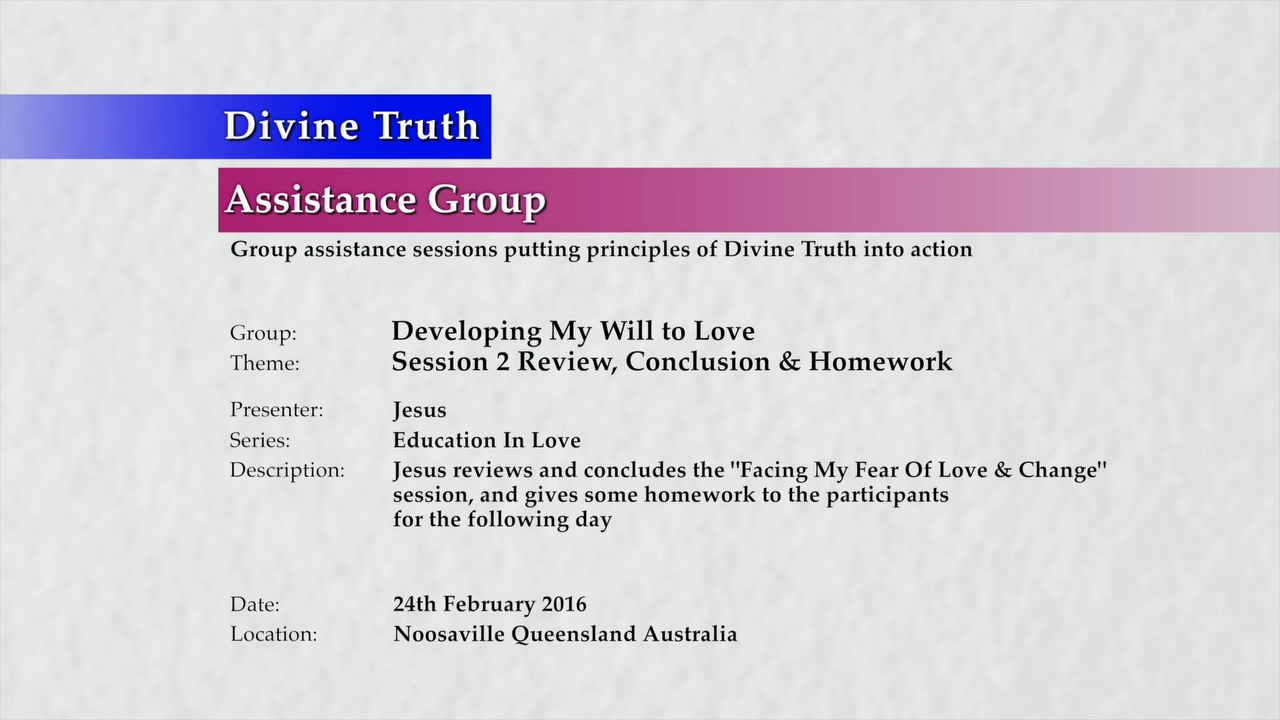 Divine Truth
Assistance Group
Group assistance sessions putting principles of Divine Truth into action
Group: Developing My Will to Love
Theme: Session 2 Review, Conclusion & Homework
Presenter: Jesus
Series: Education In Love
Description: Jesus reviews and concludes the "Facing My Fear Of Love & Change"
session, and gives some homework to the participants
for the following day
Date: 24th February 2016
Location: Noosaville Queensland Australia